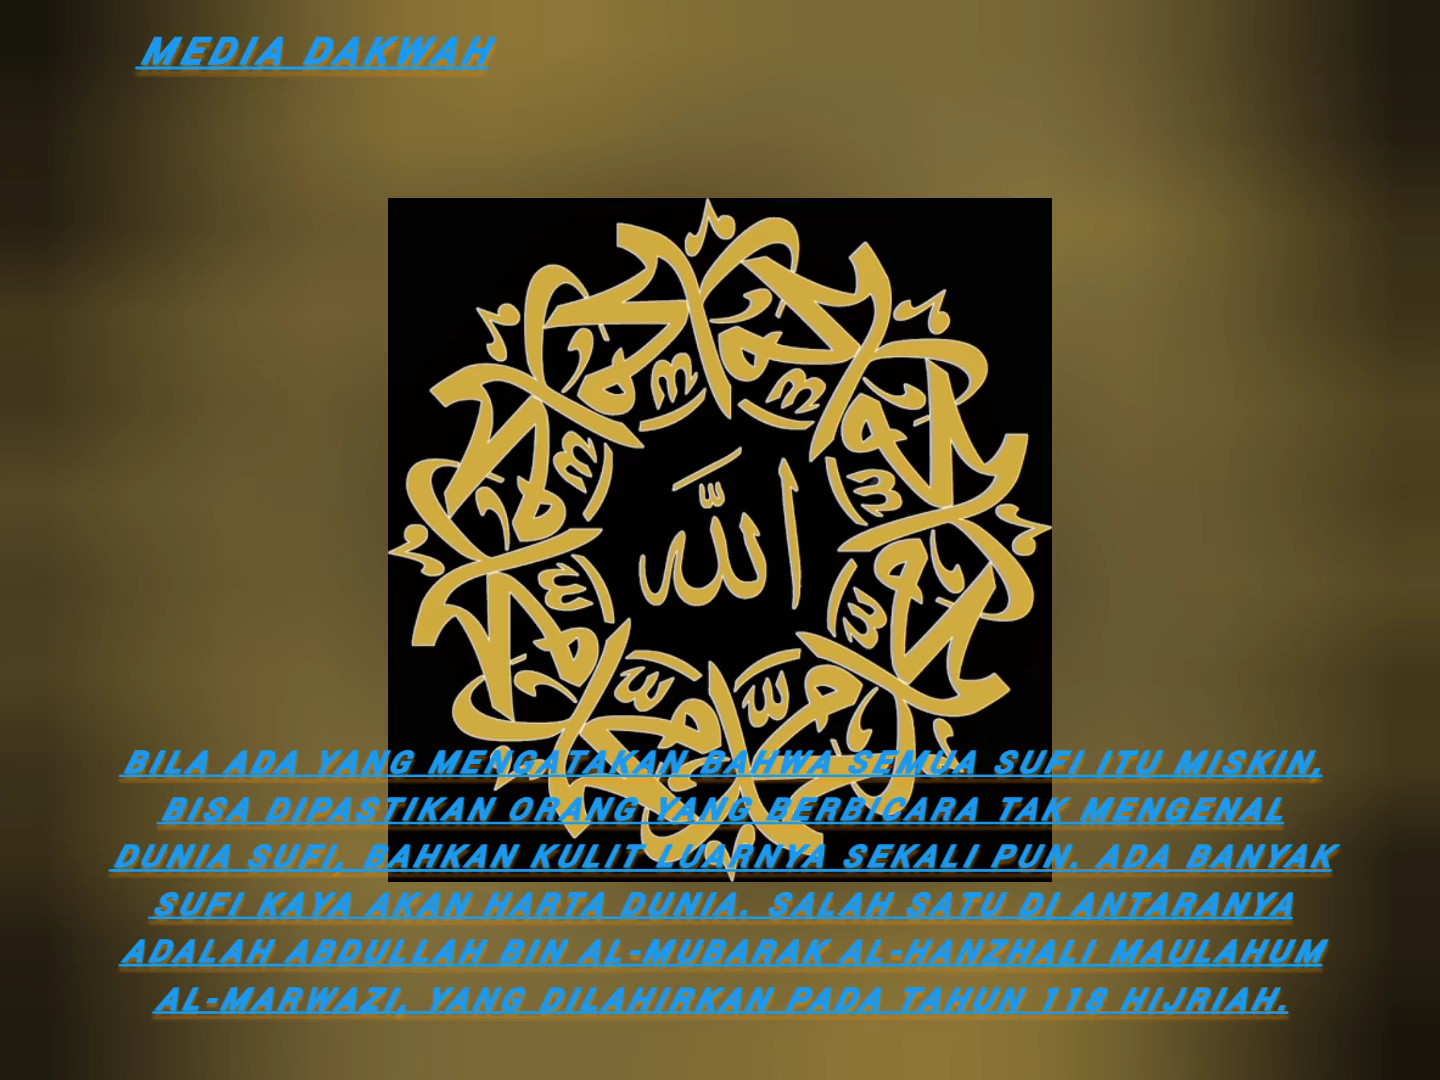 MEDIA DAKWAH
الله
BILA ADA YANG MENGATAKAN BAHWA SEMUA SUFI ITU MISKIN,
BISA DIPASTIKAN ORANG YANG BERBICARA TAK MENGENAL
DUNIA SUFI, BAHKAN KULIT LUARNYA SEKALI PUN. ADA BANYAK
SUFI KAYA AKAN HARTA DUNIA. SALAH SATU DI ANTARANYA
ADALAH ABDULLAH BIN AL-MUBARAK AL-HANZHALI MAULAHUM
AL-MARWAZI, YANG DILAHIRKAN PADA TAHUN 118 HIJRIAH.